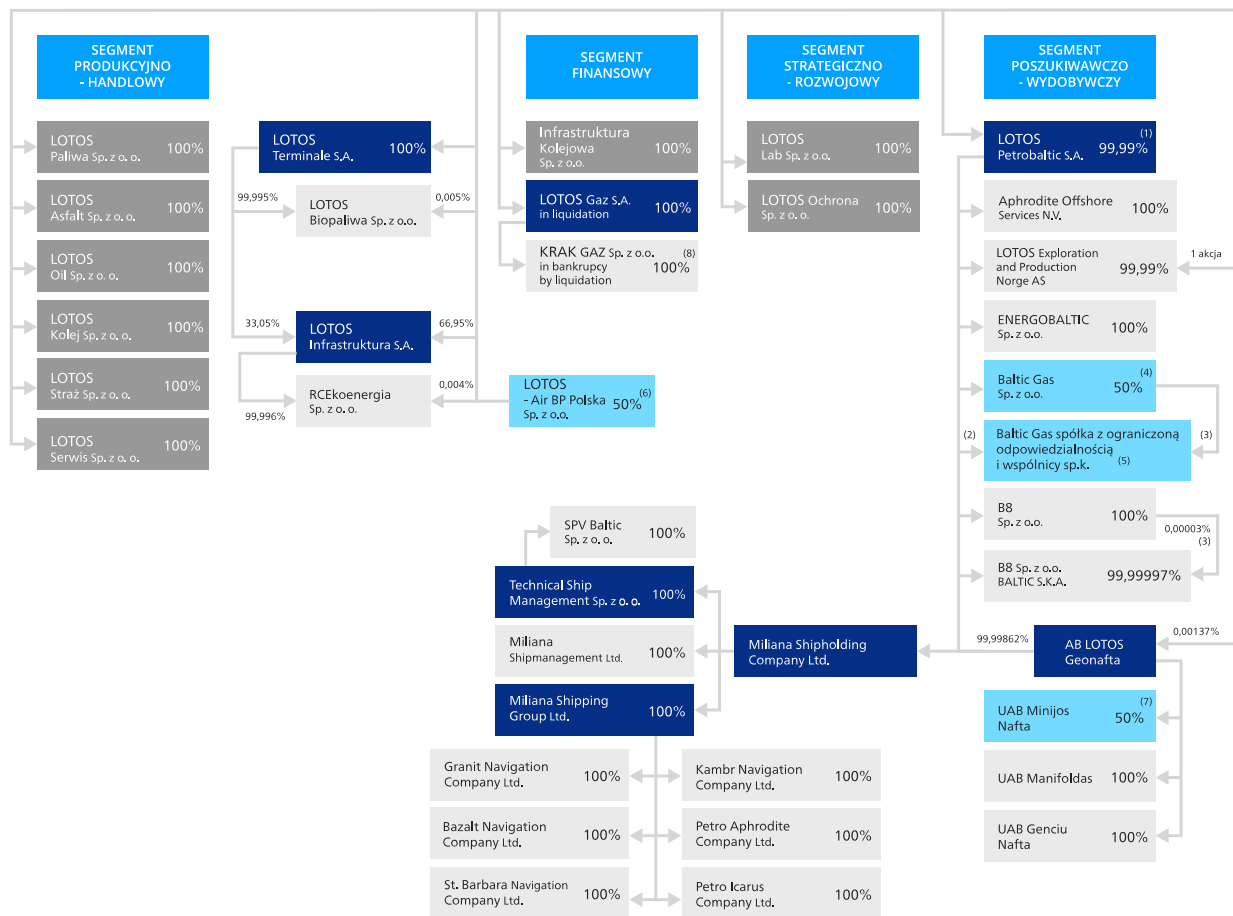 SEGMENT
PRODUKCYJNO
- HANDLOWY
LOTOS
Paliwa Sp. z o. o.
100%
LOTOS
Asfalt Sp. z o. o.
100%
LOTOS
Oil Sp. z o. o.
100%
LOTOS
Kolej Sp. z o. o.
100%
LOTOS
Straż Sp. z o. o.
100%
LOTOS
Serwis Sp. z o. o.
100%
LOTOS
Terminale S.A.
100%
99,995%
0,005%
LOTOS
Biopaliwa Sp. z o.o.
33,05%
66,95%
LOTOS
Infrastruktura S.A.
RCEkoenergia
Sp. z o. o.
0,004%
99,996%
SEGMENT
FINANSOWY
Infrastruktura
Kolejowa
Sp. z o.o.
100%
LOTOS Gaz S.A.
in liquidation
100%
KRAK GAZ Sp. z o.o.
in bankrupcy
by liquidation
(8)
100%
LOTOS
- Air BP Polska
Sp. z o.o.
(6)
50%
SEGMENT
STRATEGICZNO
- ROZWOJOWY
LOTOS
Lab Sp. z o.o.
100%
LOTOS Ochrona
Sp. z o. o.
100%
SEGMENT
POSZUKIWAWCZO
- WYDOBYWCZY
LOTOS
Petrobaltic S.A.
(1)
99,99%
Aphrodite Offshore
Services N.V.
100%
LOTOS Exploration
and Production
Norge AS
99,99%
1 akcja
ENERGOBALTIC
Sp. z o.o.
100%
Baltic Gas
Sp. z o.o.
(4)
50%
(2)
(3)
Baltic Gas spółka z ograniczoną
odpowiedzialnością
i wspólnicy sp.k.
(5)
B8
Sp. z o.o.
100%
0,00003%
(3)
B8 Sp. z o.o.
BALTIC S.K.A.
99,99997%
SPV Baltic
Sp. z o. o.
100%
Technical Ship
Management Sp. z o. o.
100%
Miliana
Shipmanagement Ltd.
100%
Miliana Shipping
Group Ltd.
100%
Miliana Shipholding
Company Ltd.
99,99862%
AB LOTOS
Geonafta
0,00137%
UAB Minijos
Nafta
(7)
50%
UAB Manifoldas
100%
UAB Genciu
Nafta
100%
Granit Navigation
Company Ltd.
100%
Kambr Navigation
Company Ltd.
100%
Bazalt Navigation
Company Ltd.
100%
Petro Aphrodite
Company Ltd.
100%
St. Barbara Navigation
Company Ltd.
100%
Petro Icarus
Company Ltd.
100%